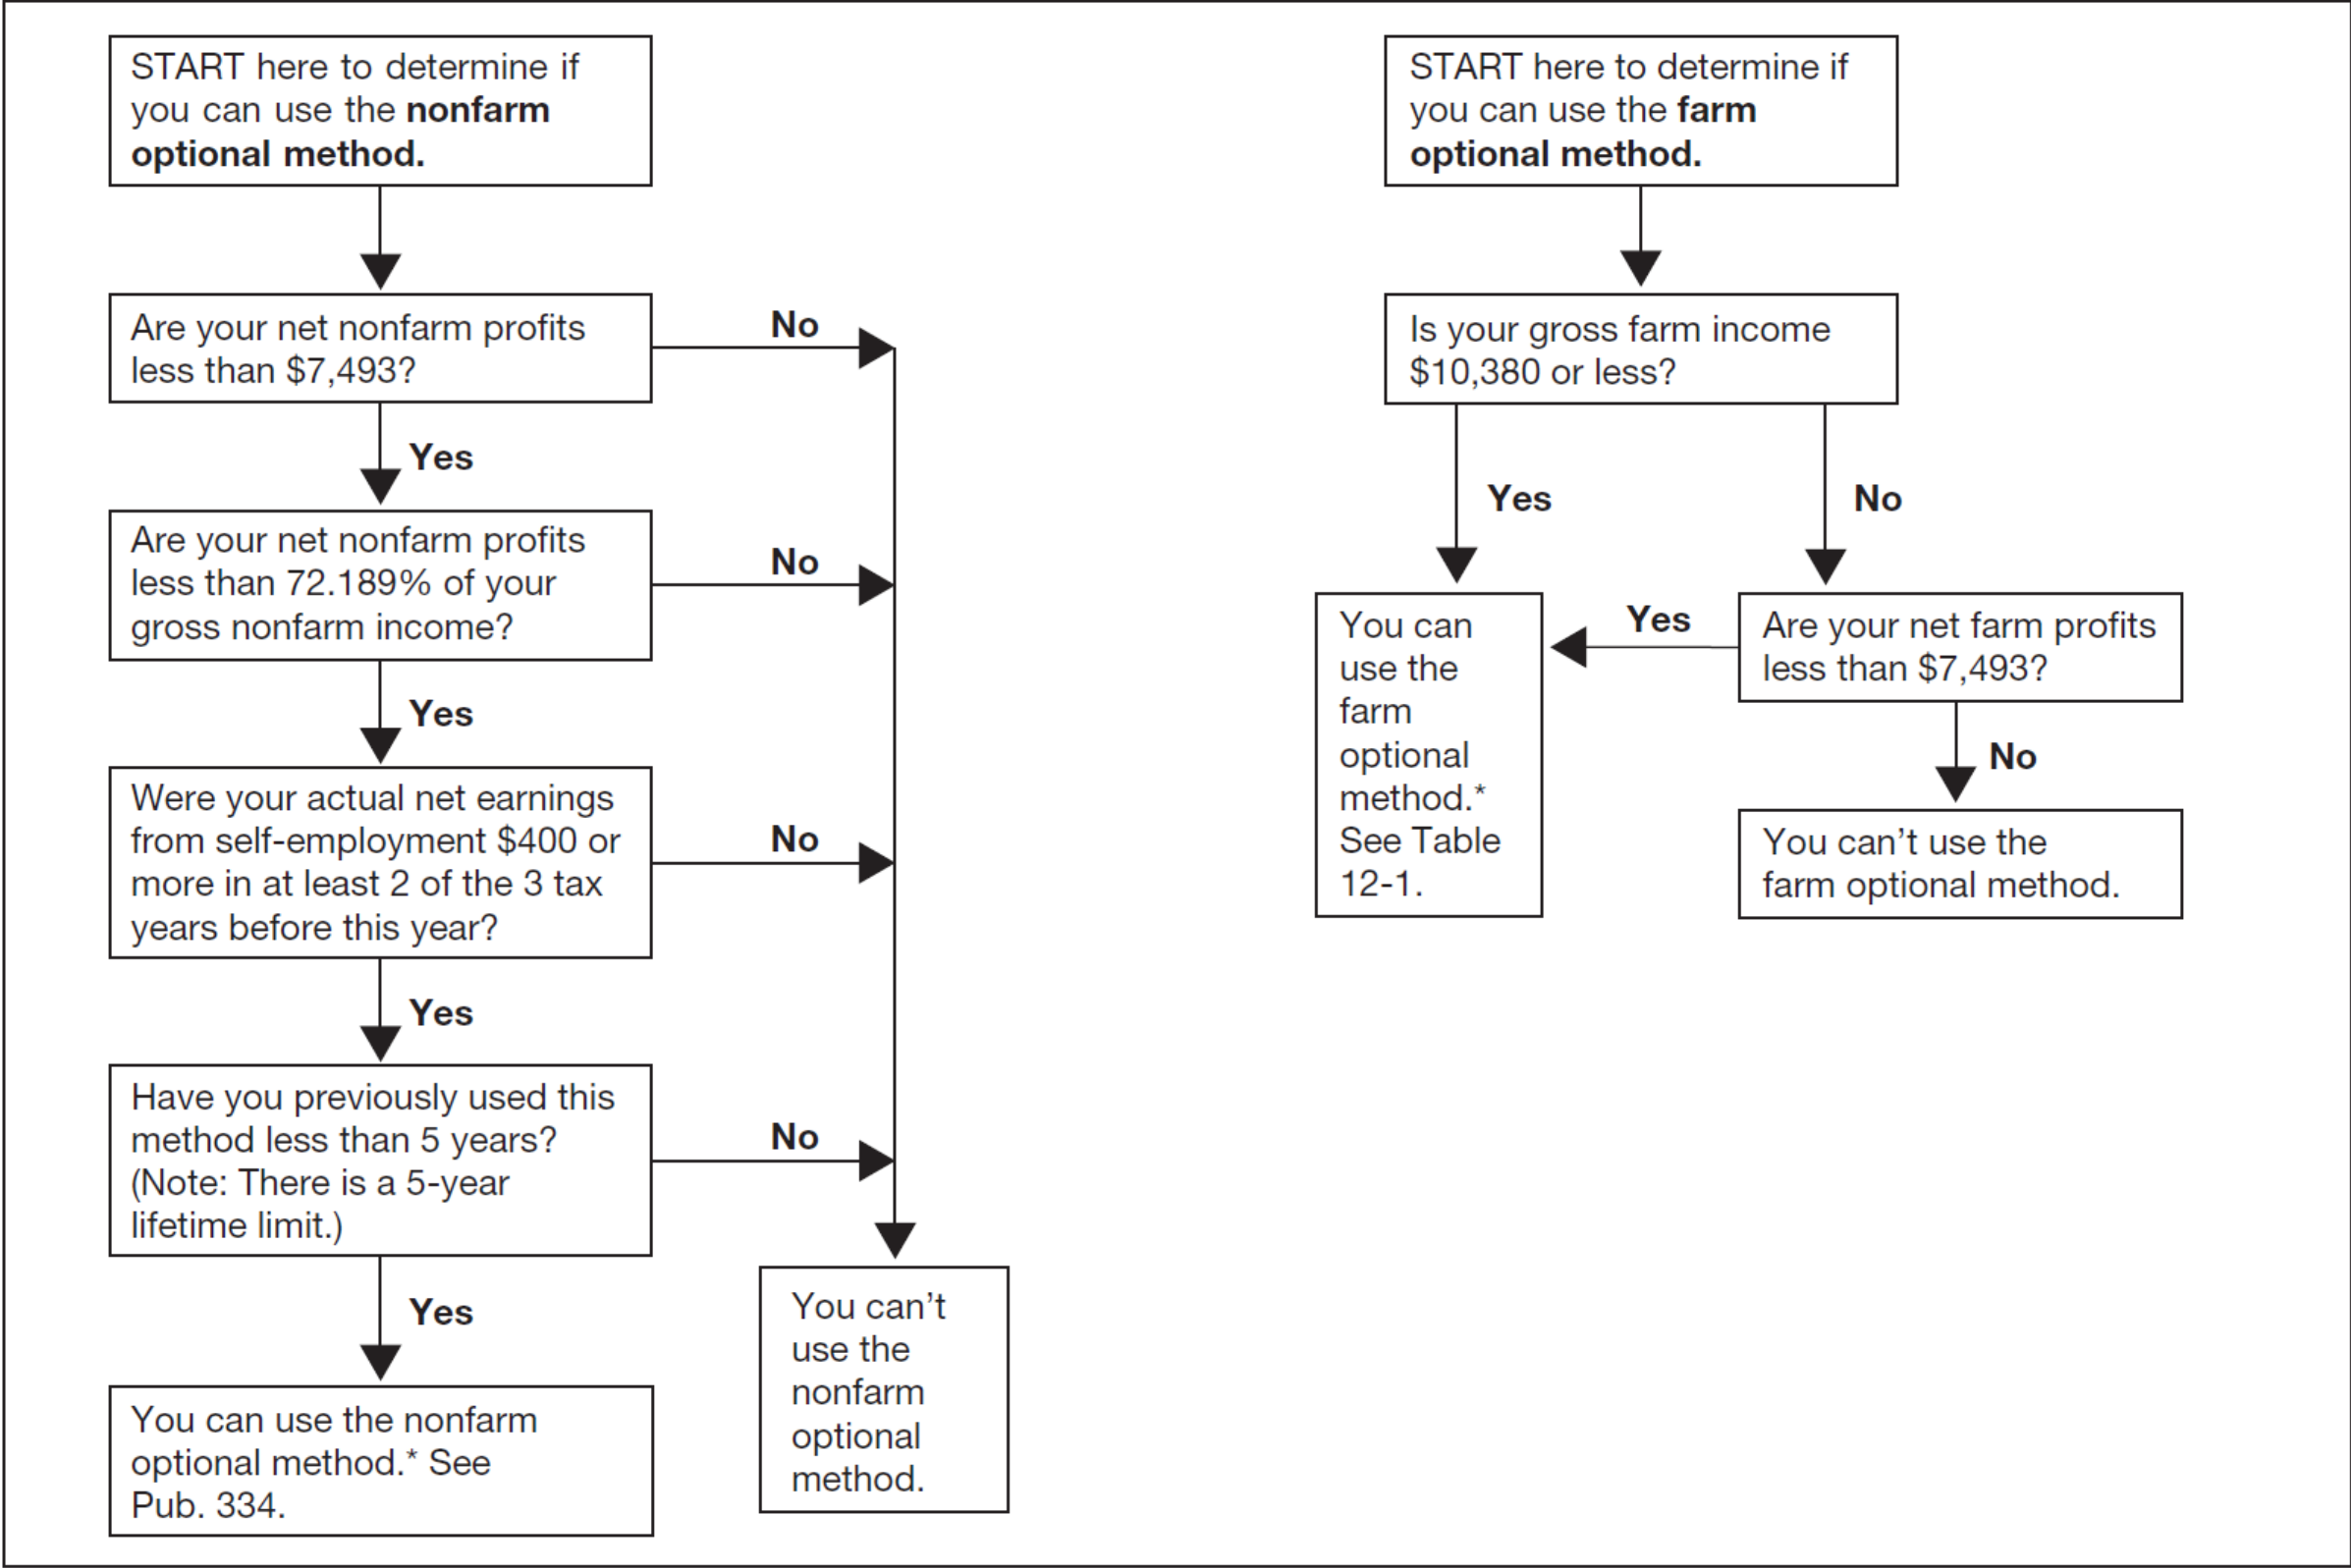 START here to determine if
you can use the nonfarm
optional method.
Are your net nonfarm profits
less than $7,493?
No
Yes
Are your net nonfarm profits
less than 72.189% of your
gross nonfarm income?
No
Yes
Were your actual net earnings
from self-employment $400 or
more in at least 2 of the 3 tax
years before this year?
No
Yes
Have you previously used this
method less than 5 years?
(Note: There is a 5-year
lifetime limit.)
No
Yes
You can use the nonfarm
optional method.* See
Pub. 334.
You can’t
use the
nonfarm
optional
method.
START here to determine if
you can use the farm
optional method.
Is your gross farm income
$10,380 or less?
Yes
No
You can
use the
farm
optional
method.*
See Table
12-1.
Yes
Are your net farm profits
less than $7,493?
No
You can’t use the
farm optional method.